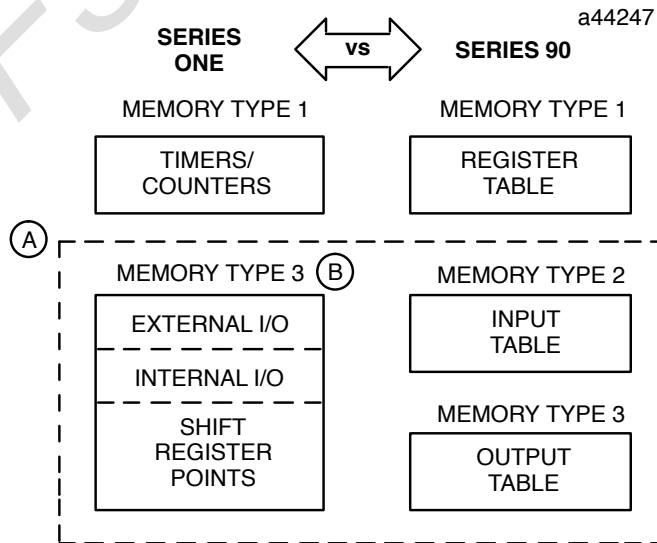 a44247
SERIES
ONE
vs
SERIES 90
MEMORY TYPE 1
MEMORY TYPE 1
TIMERS/
COUNTERS
REGISTER
TABLE
A
MEMORY TYPE 3
B
EXTERNAL I/O
INTERNAL I/O
SHIFT
REGISTER
POINTS
MEMORY TYPE 2
INPUT
TABLE
MEMORY TYPE 3
OUTPUT
TABLE